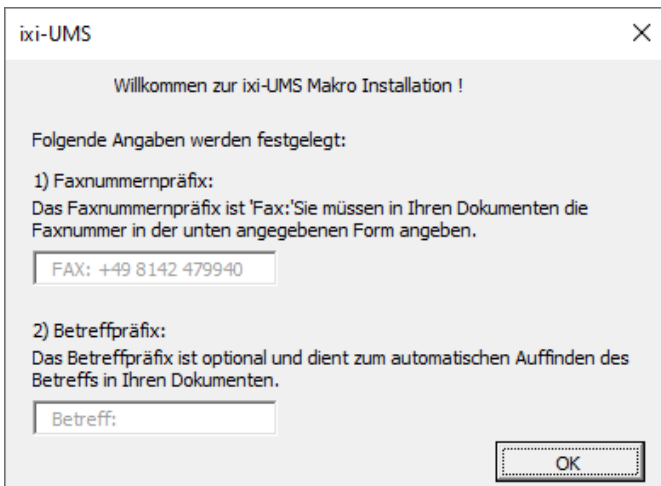 ixi-UMS
Willkommen zur ixi-UMS Makro Installation !
Folgende Angaben werden festgelegt:
1) Faxnummernpräfix:
Das Faxnummernpräfix ist 'Fax:'Sie müssen in Ihren Dokumenten die
Faxnummer in der unten angegebenen Form angeben.
FAX: +49 8142 479940
2) Betreffpräfix:
Das Betreffpräfix ist optional und dient zum automatischen Auffinden des
Betreffs in Ihren Dokumenten.
Betreff:
OK